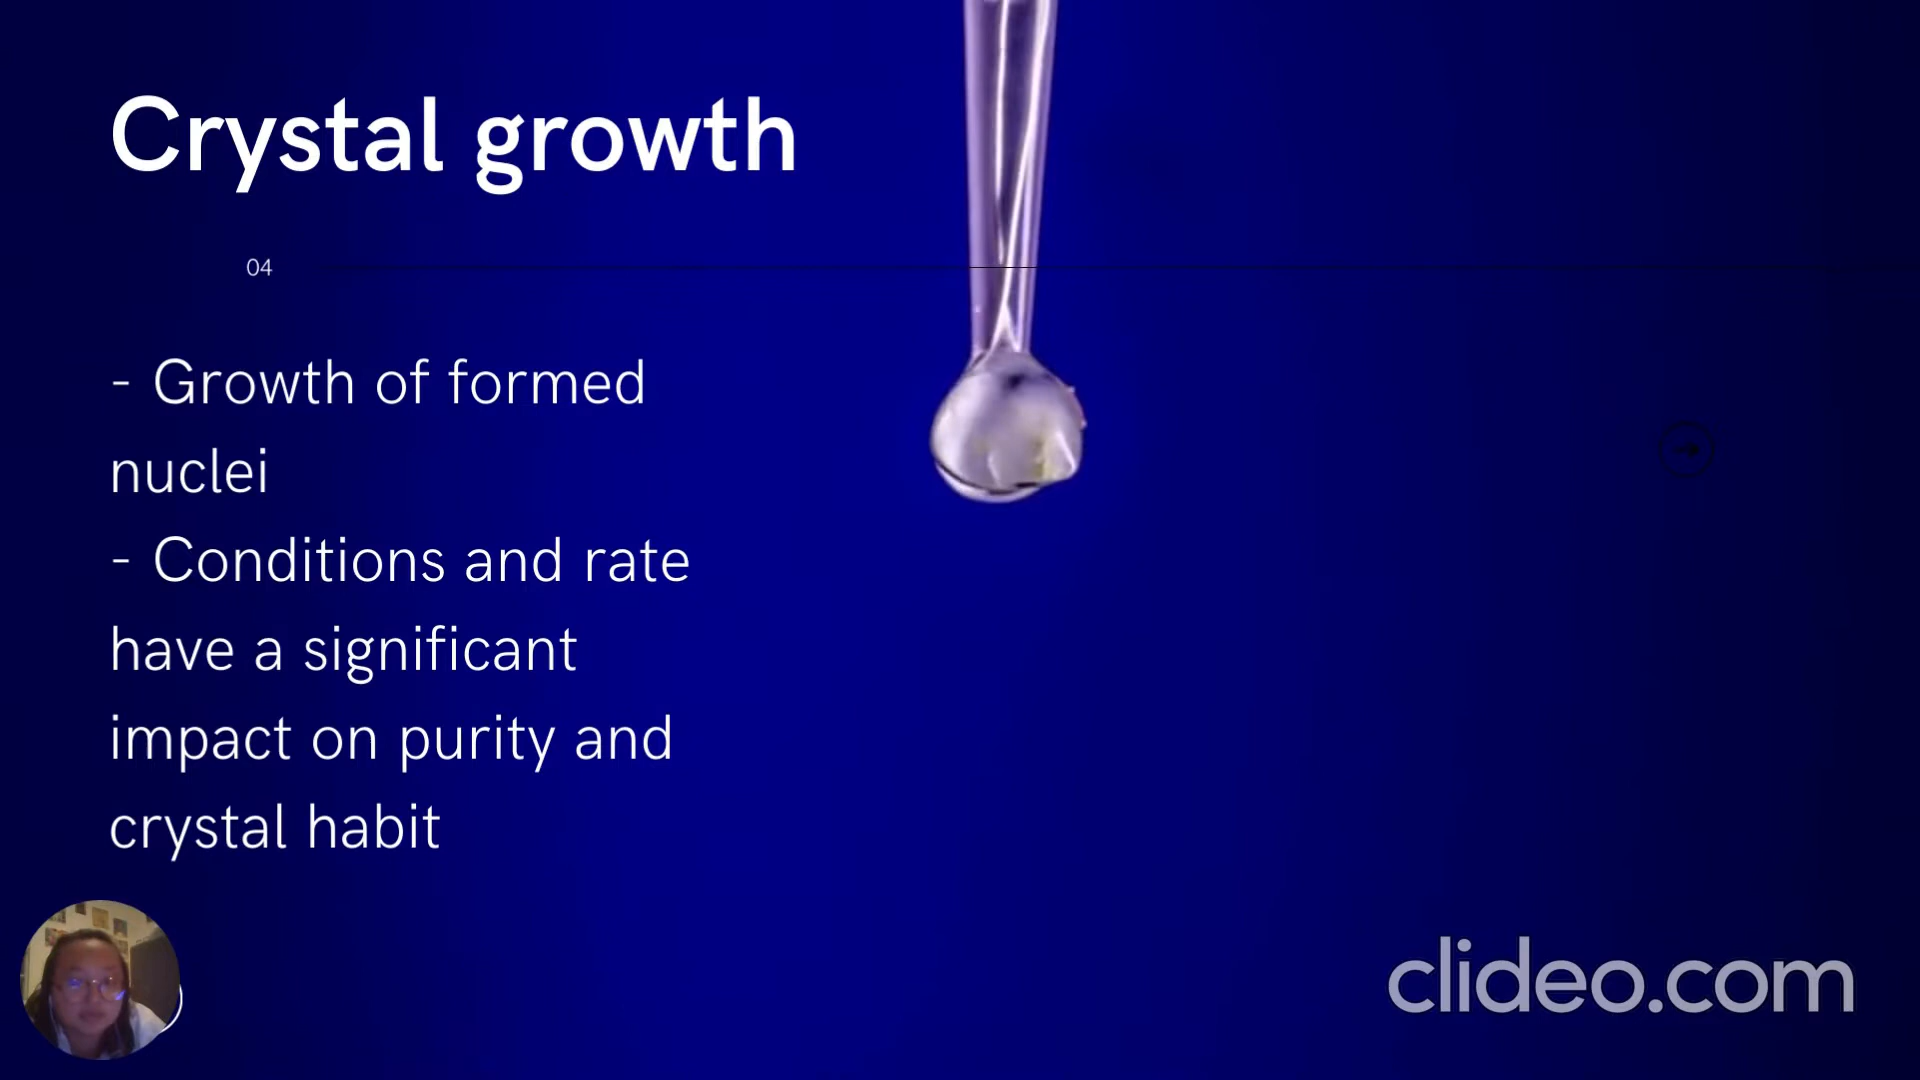 Crystal growth
04
- Growth of formed
nuclei
- Conditions and rate
have a significant
impact on purity and
crystal habit
clideo.com